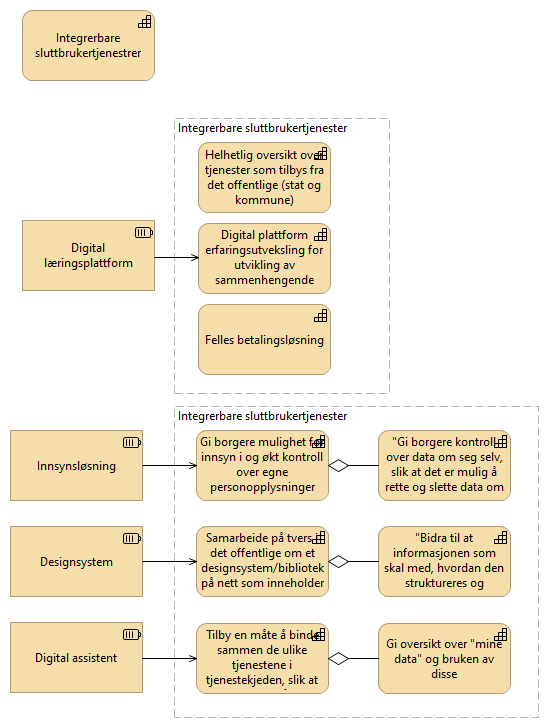 Integrerbare
sluttbrukertjenestrer
Integrerbare sluttbrukertjenester
Helhetlig oversikt over
tjenester som tilbys fra
det offentlige (stat og
kommune)
Digital
læringsplattform
Digital plattform
erfaringsutveksling for
utvikling av
sammenhengende
Felles betalingsløsning
Integrerbare sluttbrukertjenester
Innsynsløsning
Gi borgere mulighet for
innsyn i og økt kontroll
over egne
personopplysninger
"Gi borgere kontroll
over data om seg selv,
slik at det er mulig å
rette og slette data om
Designsystem
Samarbeide på tvers
det offentlige om et
designsystem/bibliotek
på nett som inneholder
"Bidra til at
informasjonen som
skal med, hvordan den
struktureres og
Digital assistent
Tilby en måte å binde
sammen de ulike
tjenestene i
tjenestekjeden, slik at
Gi oversikt over "mine
data" og bruken av
disse